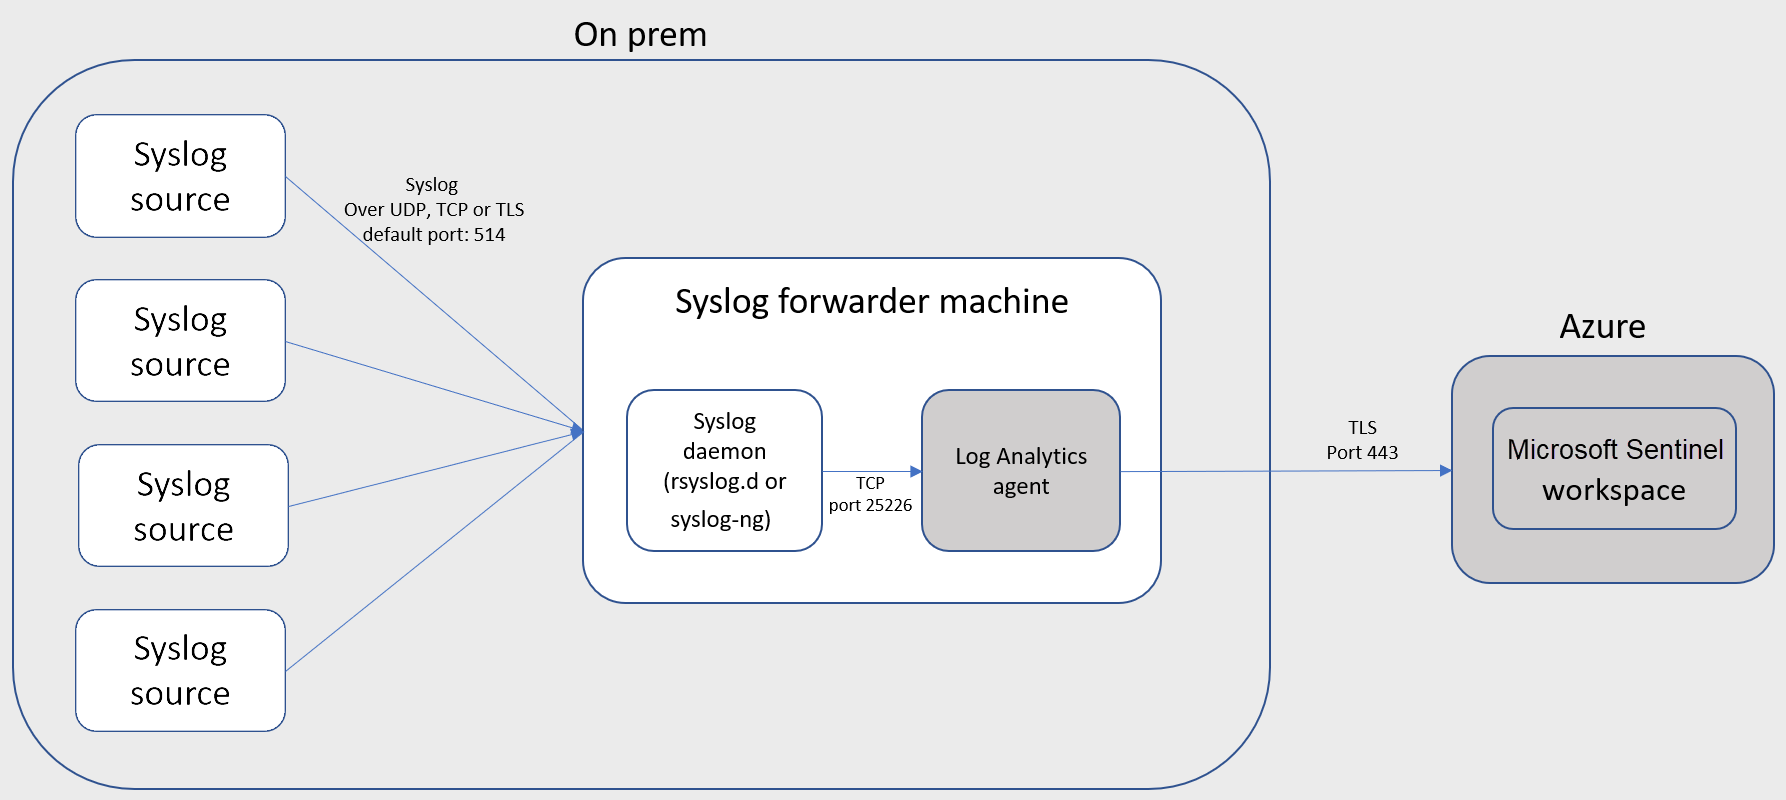 On prem
Syslog
source
Syslog
Over UDP, TCP or TLS
default port: 514
Syslog
source
Syslog
source
Syslog
source
Syslog forwarder machine
Syslog
daemon
(rsyslog.d or
syslog-ng)
TCP
port 25226
Log Analytics
agent
TLS
Port 443
Azure
Microsoft Sentinel
workspace